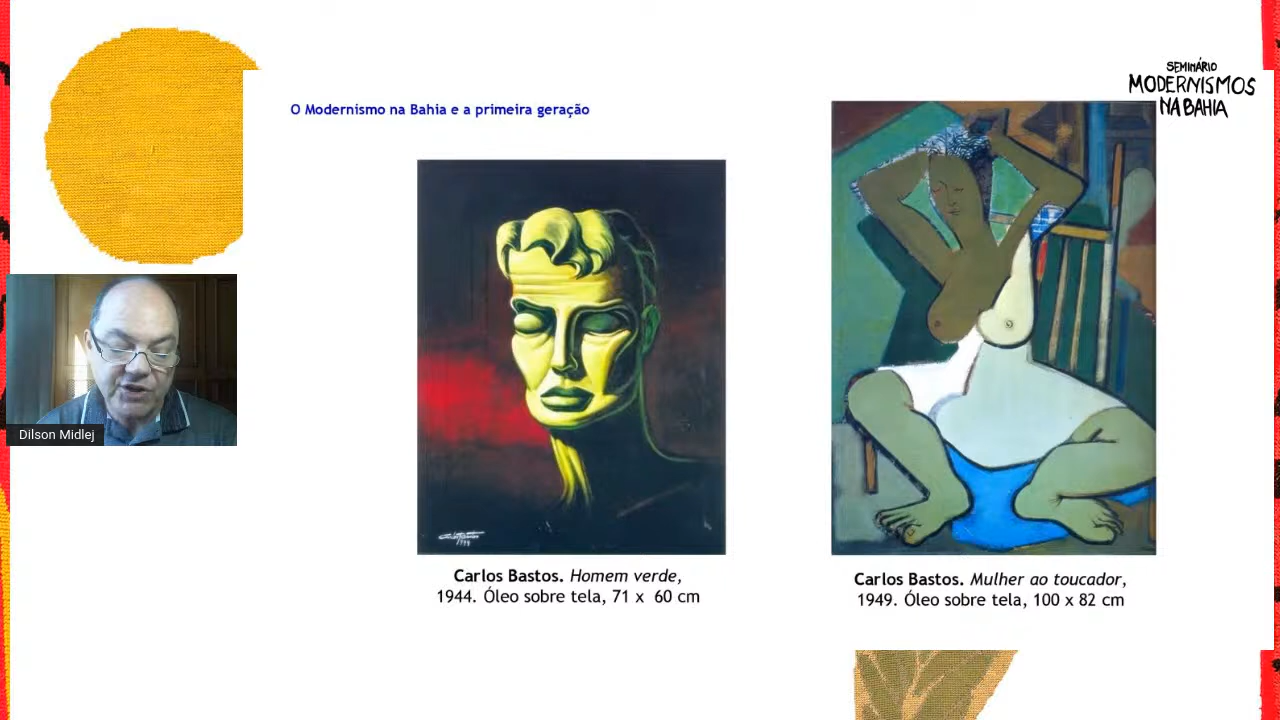 SEMINÁRIO
MODERNISMOS
NA BAHIA
O Modernismo na Bahia e a primeira geração
Dilson Midlej
Carlos Bastos. Homem verde,
1944. Óleo sobre tela, 71 x 60 cm
Carlos Bastos. Mulher ao toucador,
1949. Óleo sobre tela, 100 x 82 cm